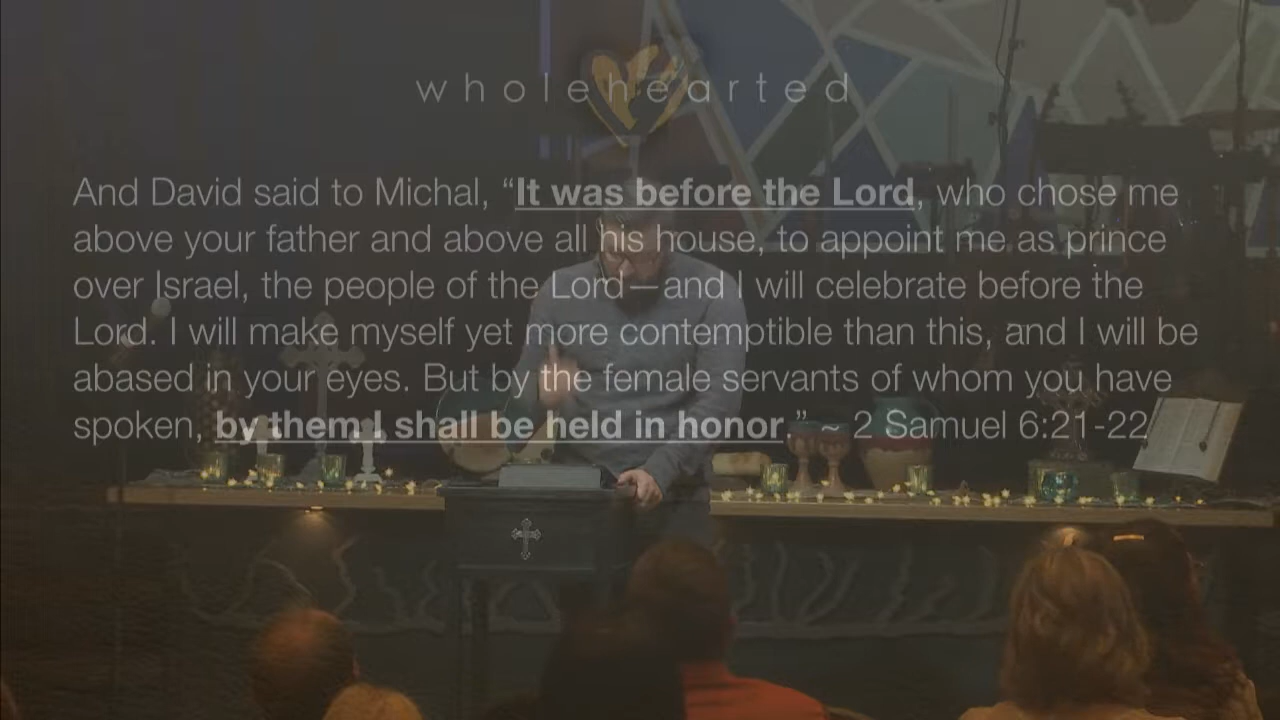 wholehearted
And David said to Michal, “It was before the Lord, who chose me
above your father and above all his house, to appoint me as prince
over Israel, the people of the Lord—and I will celebrate before the
Lord. I will make myself yet more contemptible than this, and I will be
abased in your eyes. But by the female servants of whom you have
spoken, by them I shall be held in honor.” ~ 2 Samuel 6:21-22